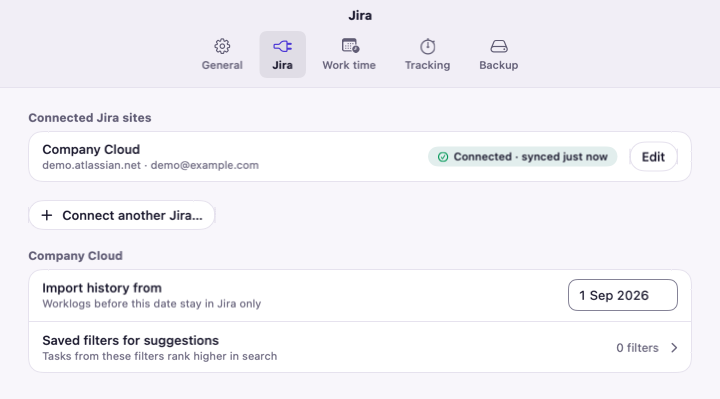 Jira
General
Jira
Work time
Tracking
Backup
Connected Jira sites
Company Cloud
demo.atlassian.net · demo@example.com
Connected · synced just now
Edit
+ Connect another Jira...
Company Cloud
Import history from
Worklogs before this date stay in Jira only
1 Sep 2026
Saved filters for suggestions
Tasks from these filters rank higher in search
0 filters